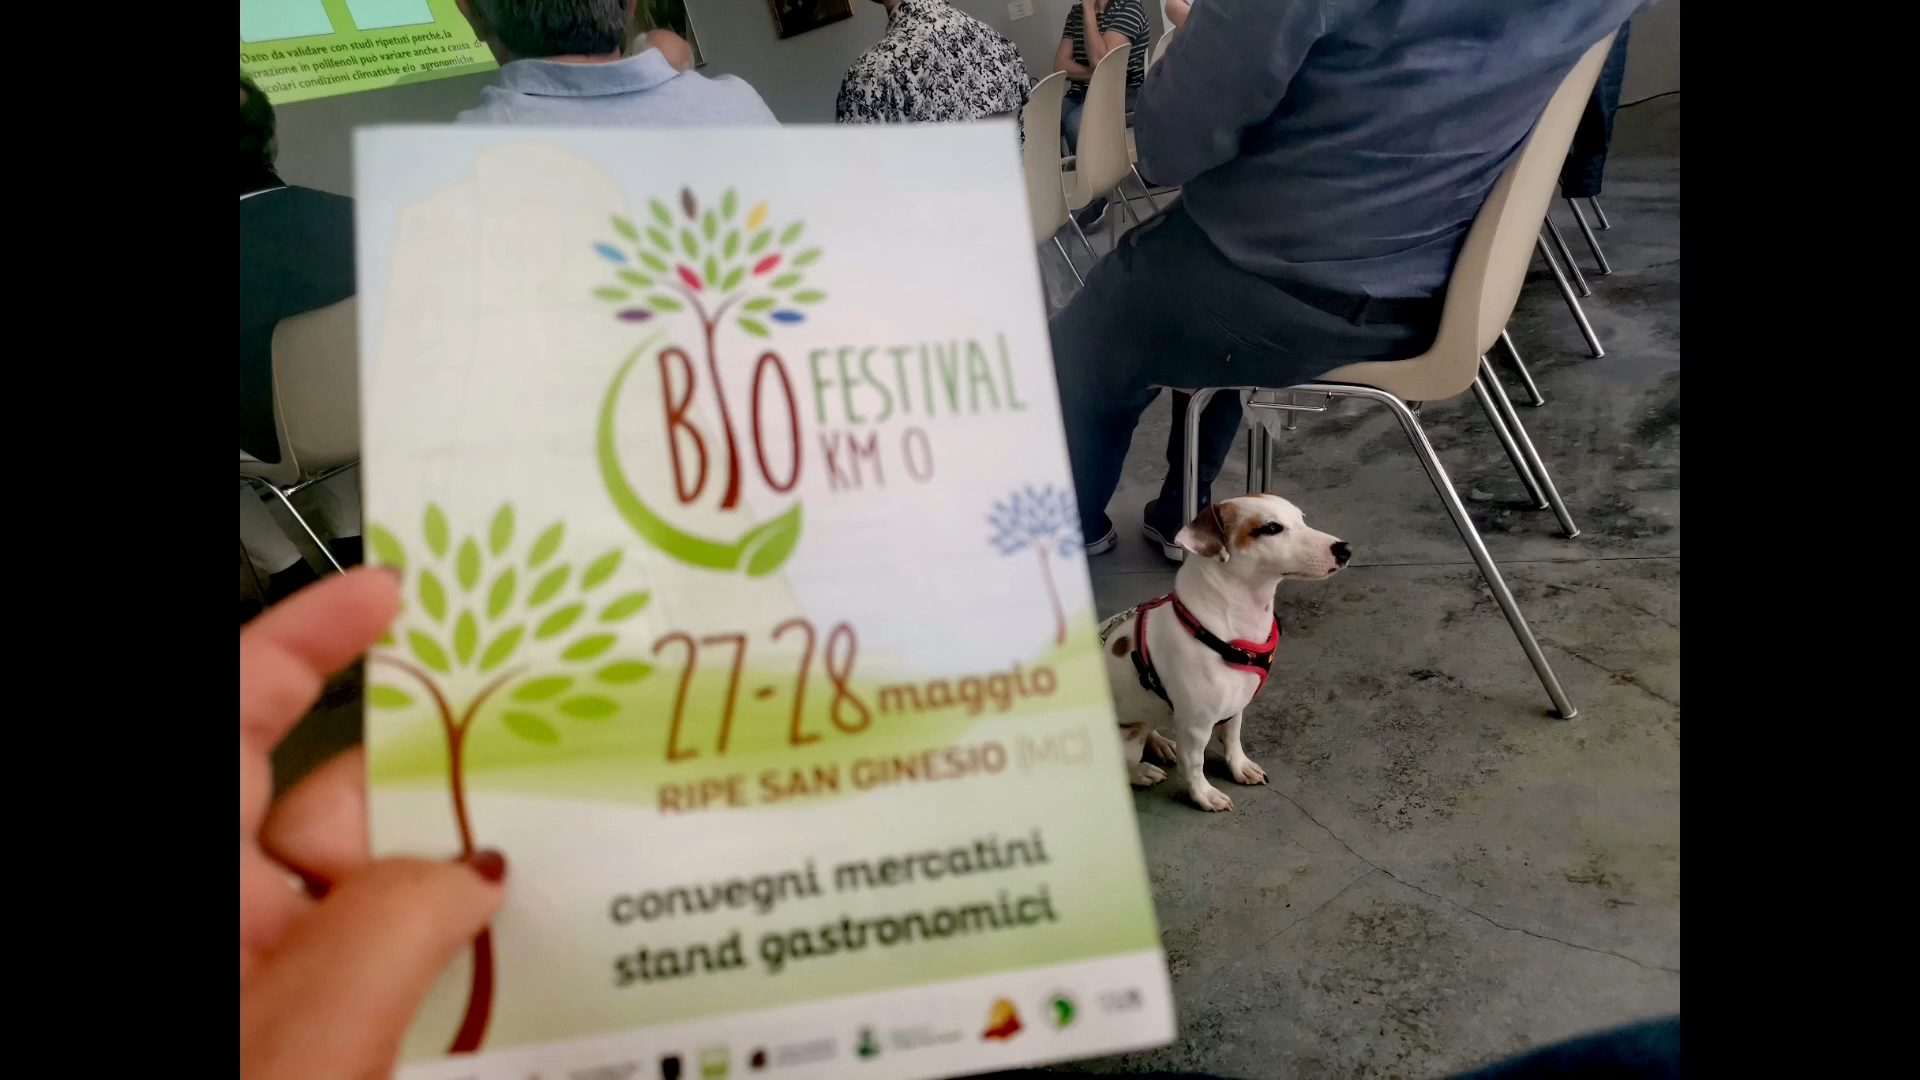 Dato da validare con studi ripetuti perché, la
trazione in polifenoli può variare anche a causa di
colari condizioni climatiche e/o agronomiche
BIO FESTIVAL
KM 0
27-28 maggio
RIPE SAN GINESIO (MC)
convegni mercatini
stand gastronomici